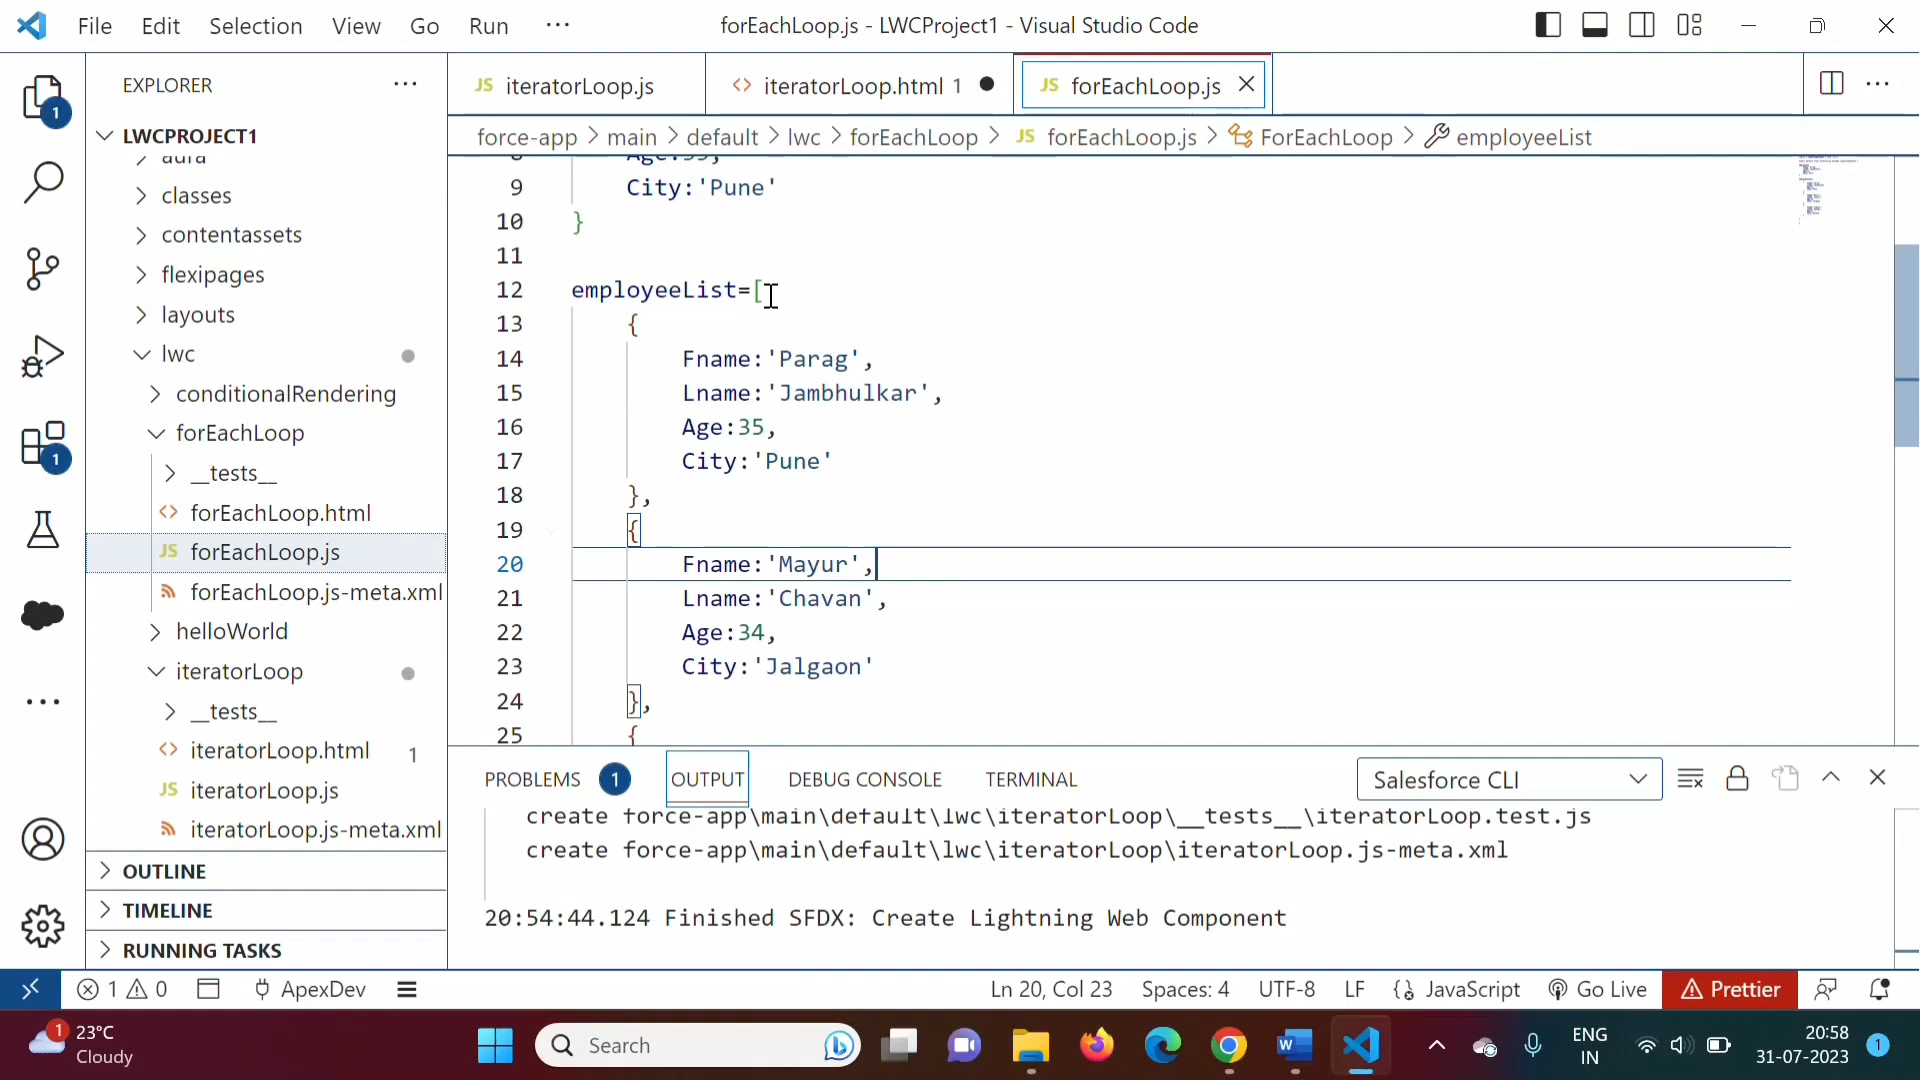 File Edit Selection View Go Run ··· forEachLoop.js - LWCProject1 - Visual Studio Code
EXPLORER ···
JS iteratorLoop.js <> iteratorLoop.html 1 ● JS forEachLoop.js
force-app > main > default > lwc > forEachLoop > JS forEachLoop.js > ForEachLoop > employeeList
LWCPROJECT1
aura
classes
contentassets
flexipages
layouts
lwc
conditionalRendering
forEachLoop
__tests__
<> forEachLoop.html
JS forEachLoop.js
forEachLoop.js-meta.xml
helloWorld
iteratorLoop
__tests__
<> iteratorLoop.html 1
JS iteratorLoop.js
iteratorLoop.js-meta.xml
OUTLINE
TIMELINE
RUNNING TASKS
9 City:'Pune'
10 }
11
12 employeeList=[
13 {
14 Fname:'Parag',
15 Lname:'Jambhulkar',
16 Age:35,
17 City:'Pune'
18 },
19 {
20 Fname:'Mayur',
21 Lname:'Chavan',
22 Age:34,
23 City:'Jalgaon'
24 },
25 {
PROBLEMS 1 OUTPUT DEBUG CONSOLE TERMINAL Salesforce CLI
create force-app\main\default\lwc\iteratorLoop\__tests__\iteratorLoop.test.js
create force-app\main\default\lwc\iteratorLoop\iteratorLoop.js-meta.xml
20:54:44.124 Finished SFDX: Create Lightning Web Component
1 0 ApexDev Ln 20, Col 23 Spaces: 4 UTF-8 LF JavaScript Go Live Prettier
1 23°C
Cloudy
Search
ENG
IN
20:58
31-07-2023
1